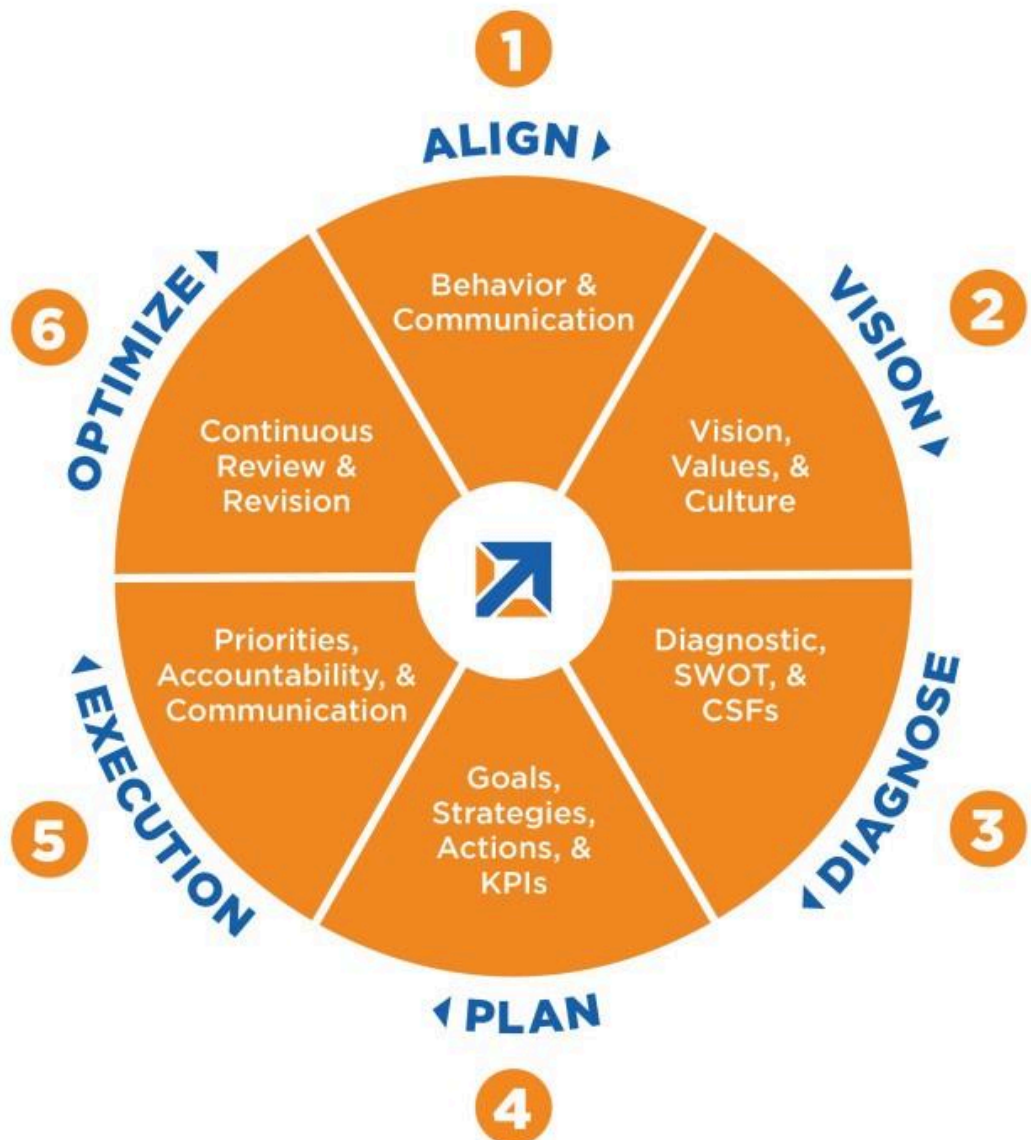 1
ALIGN
Behavior &
Communication
2
VISION
Vision,
Values, &
Culture
3
DIAGNOSE
Diagnostic,
SWOT, &
CSFs
4
PLAN
Goals,
Strategies,
Actions, &
KPIs
5
EXECUTION
Priorities,
Accountability, &
Communication
6
OPTIMIZE
Continuous
Review &
Revision